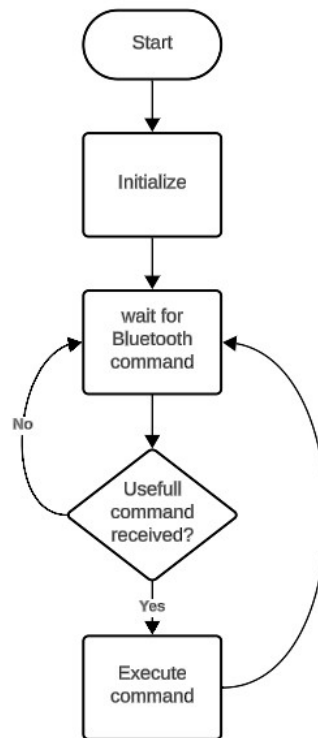 Start
Initialize
wait for
Bluetooth
command
No
Usefull
command
received?
Yes
Execute
command